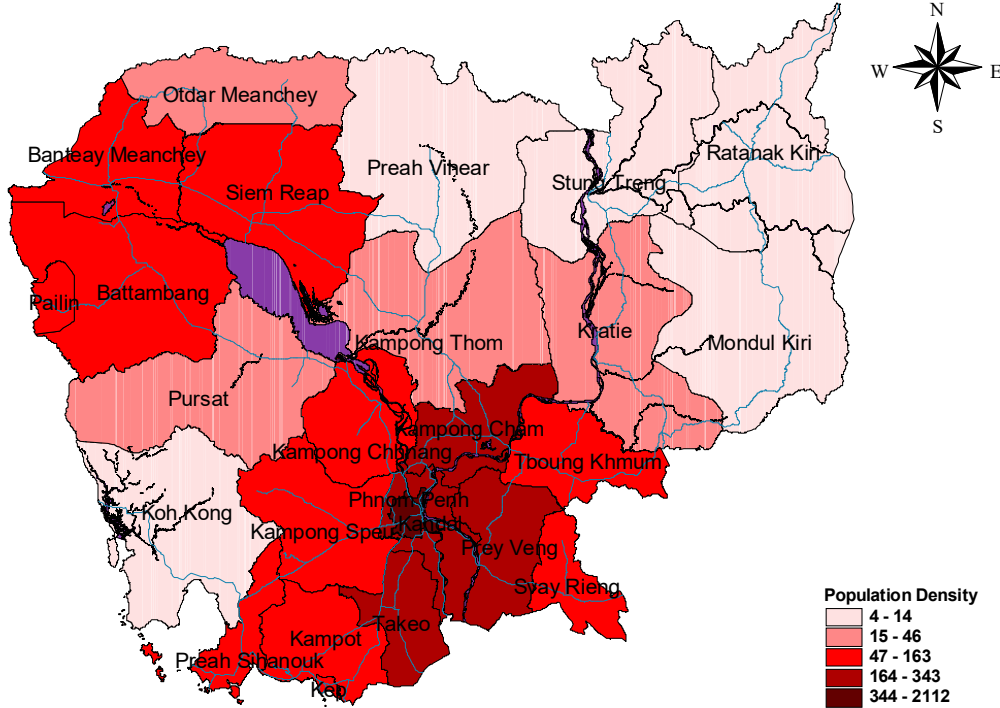 N
W
E
S
Otdar Meanchey
Banteay Meanchey
Siem Reap
Preah Vihear
Stung Treng
Ratanak Kiri
Pailin
Battambang
Kampong Thom
Kratie
Mondul Kiri
Pursat
Kampong Cham
Kampong Chhnang
Tboung Khmum
Phnom Penh
Koh Kong
Kandal
Kampong Speu
Prey Veng
Svay Rieng
Takeo
Kampot
Preah Sihanouk
Kep
Population Density
4 - 14
15 - 46
47 - 163
164 - 343
344 - 2112